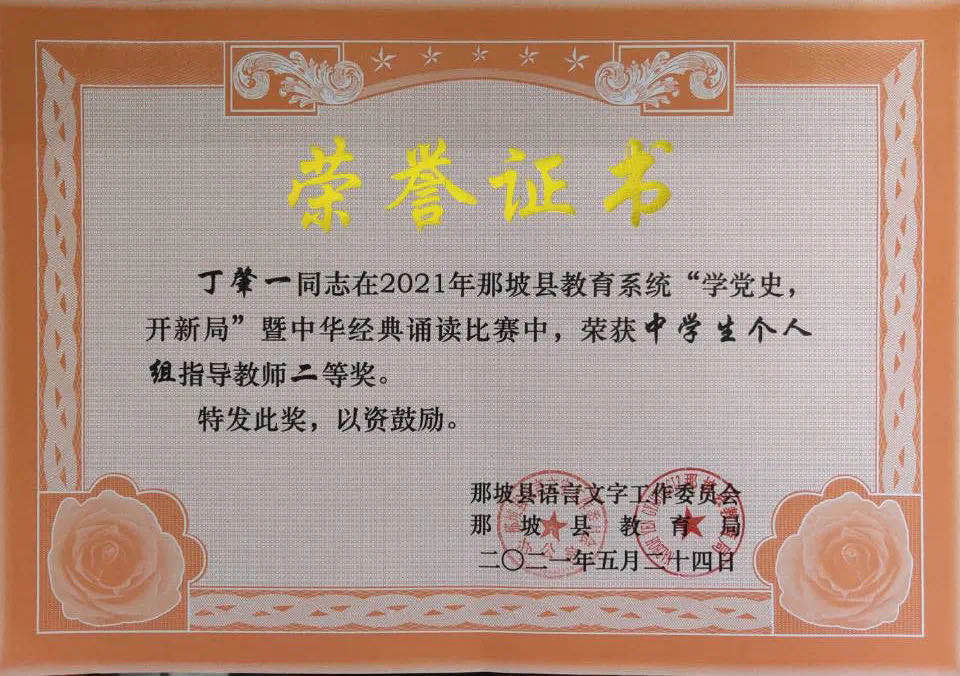 荣誉证书
丁肇一同志在2021年那坡县教育系统“学党史，
开新局”暨中华经典诵读比赛中，荣获中学生个人
组指导教师二等奖。
特发此奖，以资鼓励。
那坡县语言文字工作委员会
那坡县教育局
二〇二一年五月二十四日